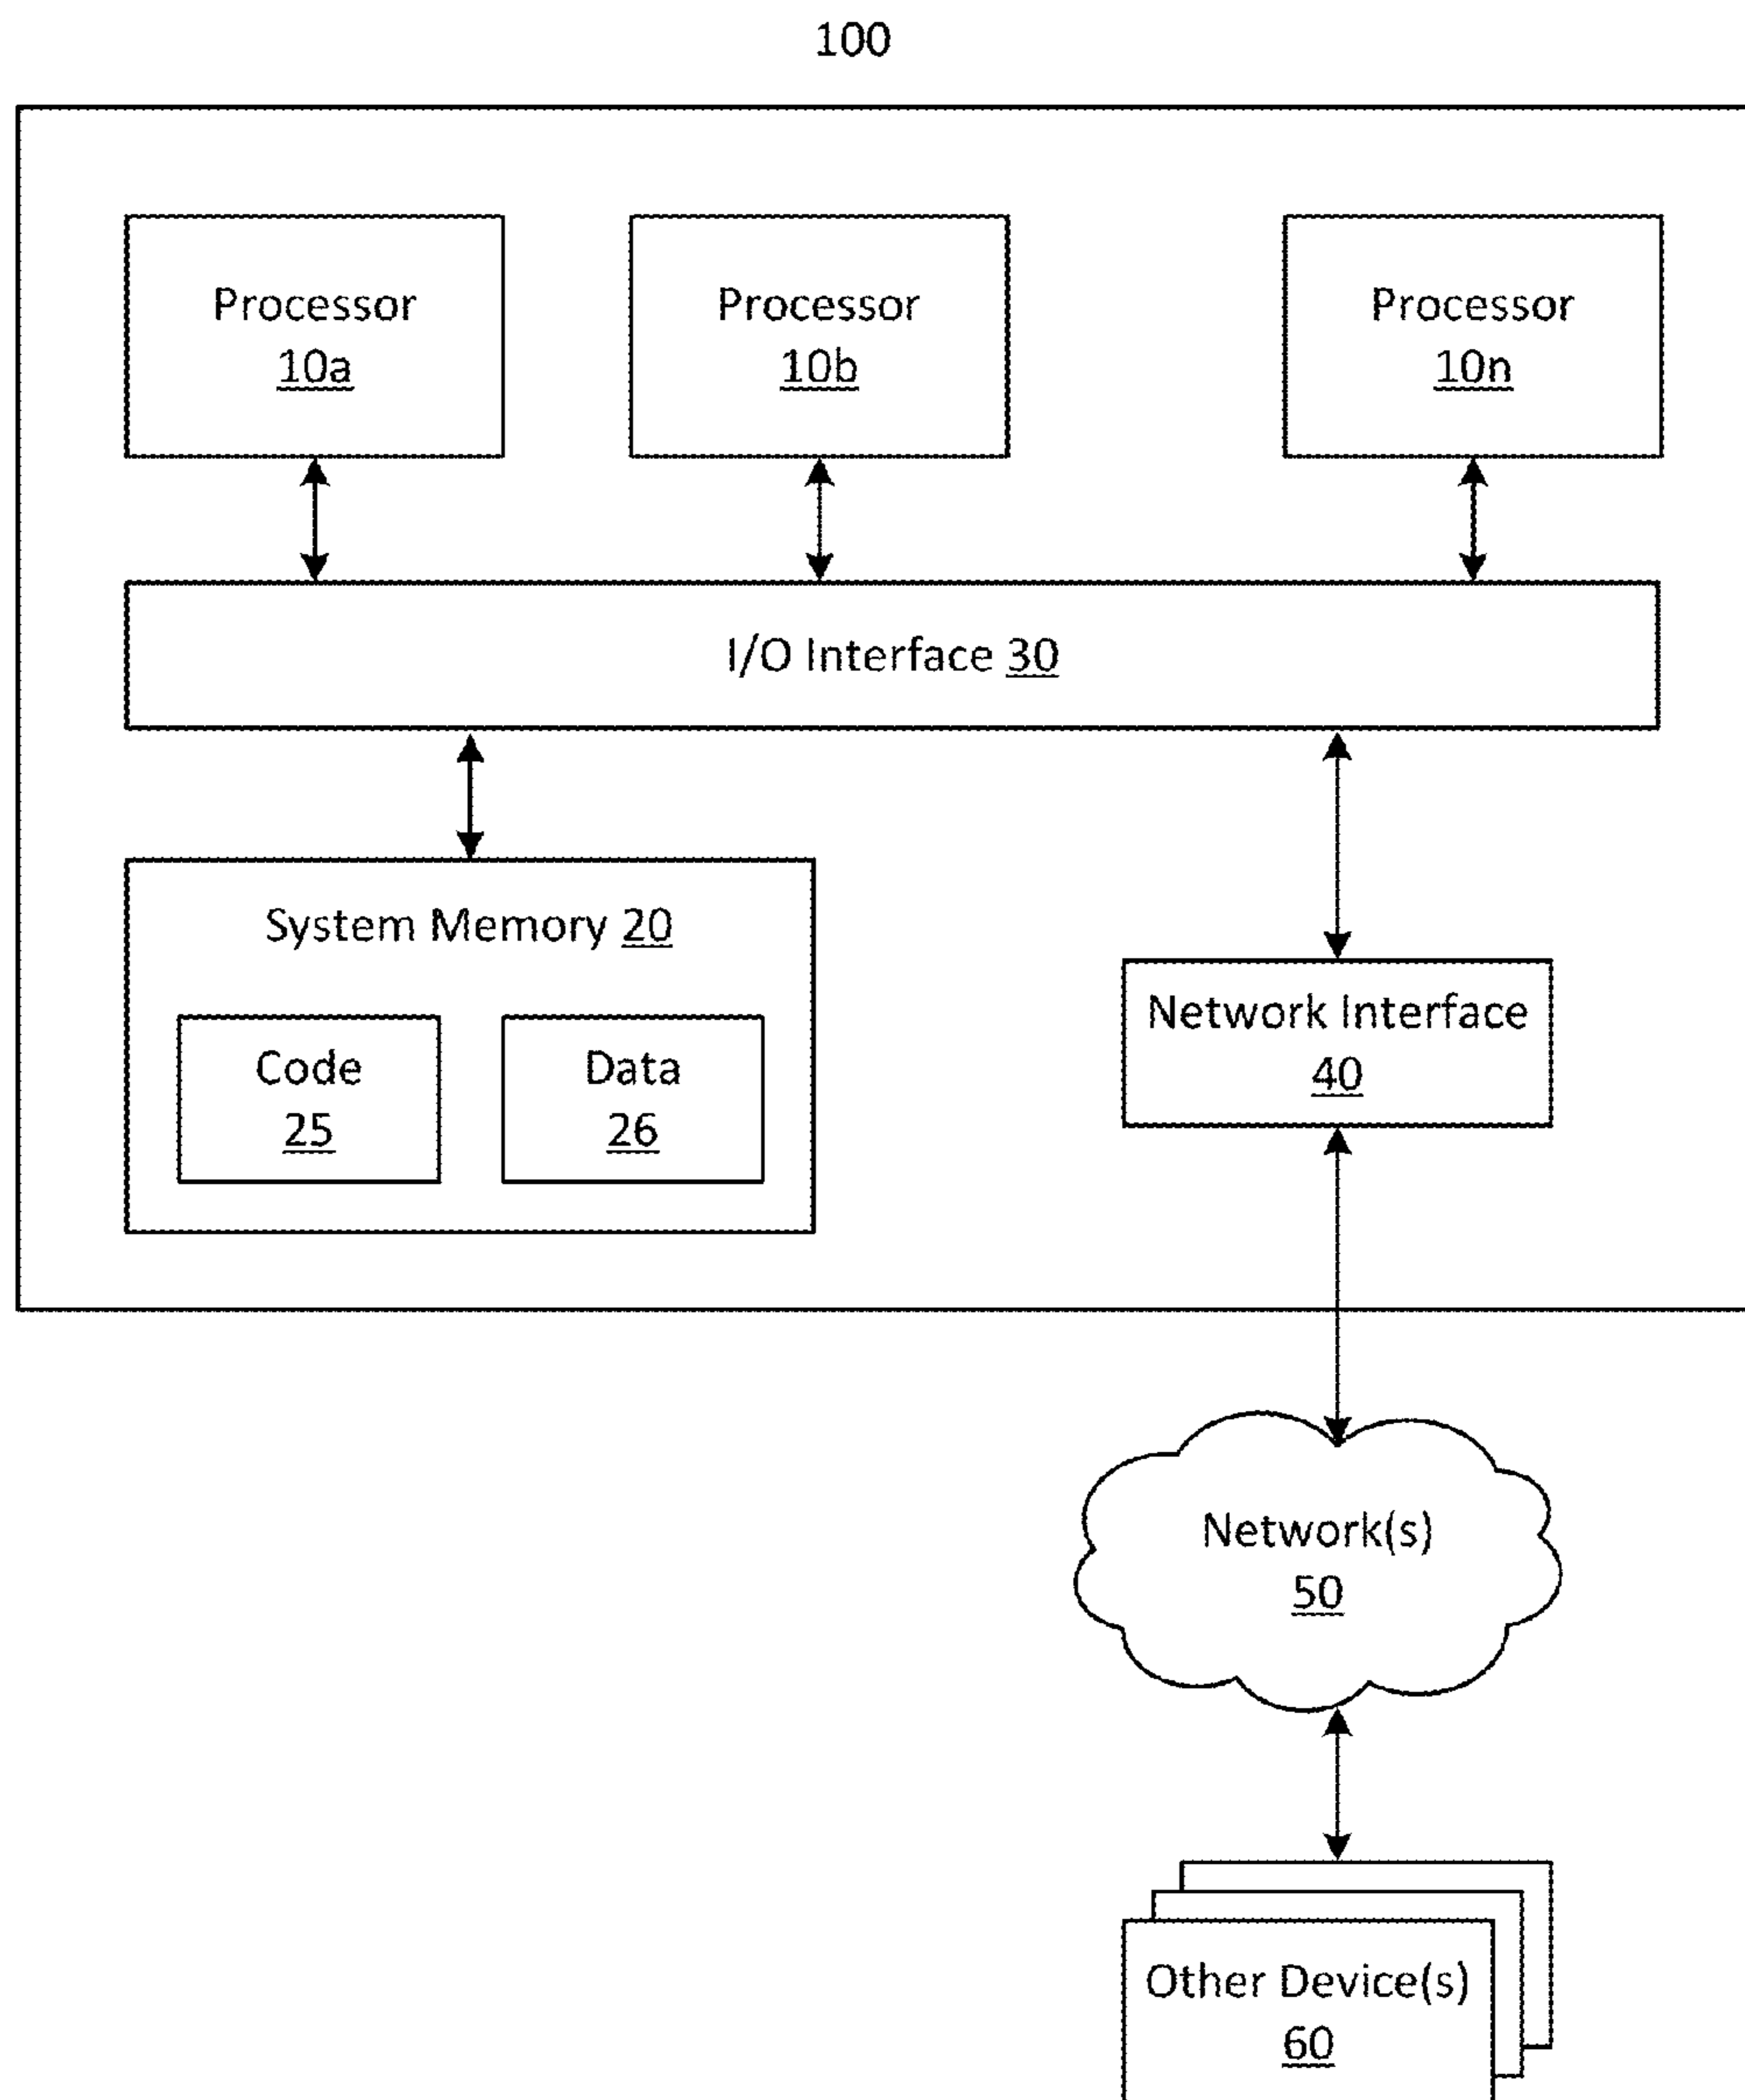 100
Processor
10a
Processor
10b
Processor
10n
I/O Interface 30
System Memory 20
Code
25
Data
26
Network Interface
40
Network(s)
50
Other Device(s)
60